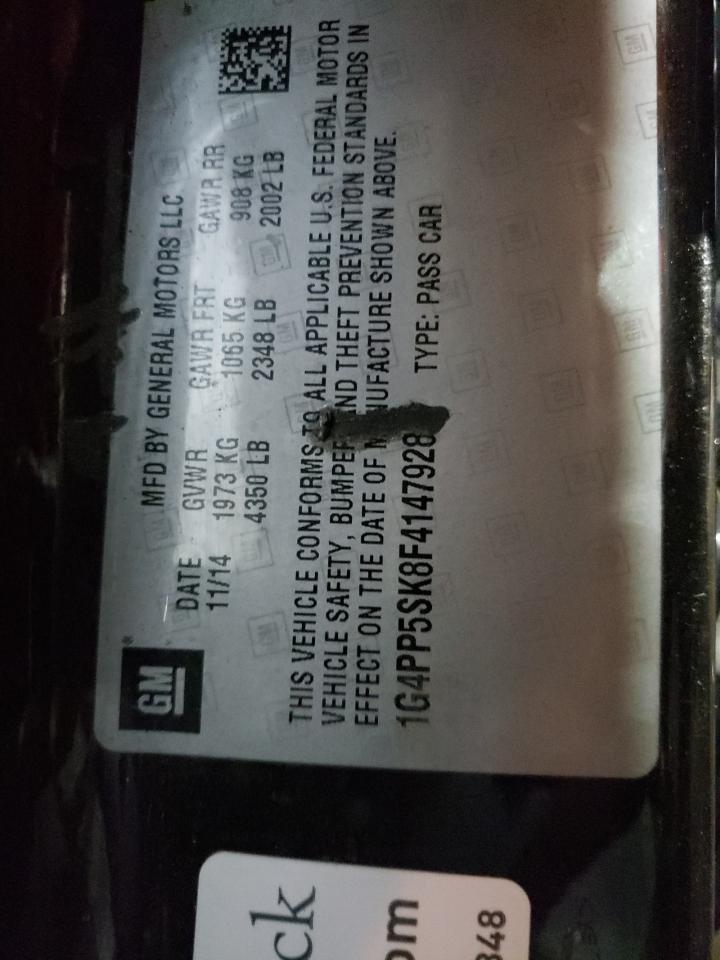 GM
MFD BY GENERAL MOTORS LLC
DATE GVWR GAWR FRT GAWR RR
11/14 1973 KG 1065 KG 908 KG
4350 LB 2348 LB 2002 LB
THIS VEHICLE CONFORMS TO ALL APPLICABLE U.S. FEDERAL MOTOR
VEHICLE SAFETY, BUMPER AND THEFT PREVENTION STANDARDS IN
EFFECT ON THE DATE OF MANUFACTURE SHOWN ABOVE.
1G4PP5SK8F4147928 TYPE: PASS CAR
ck
om
348